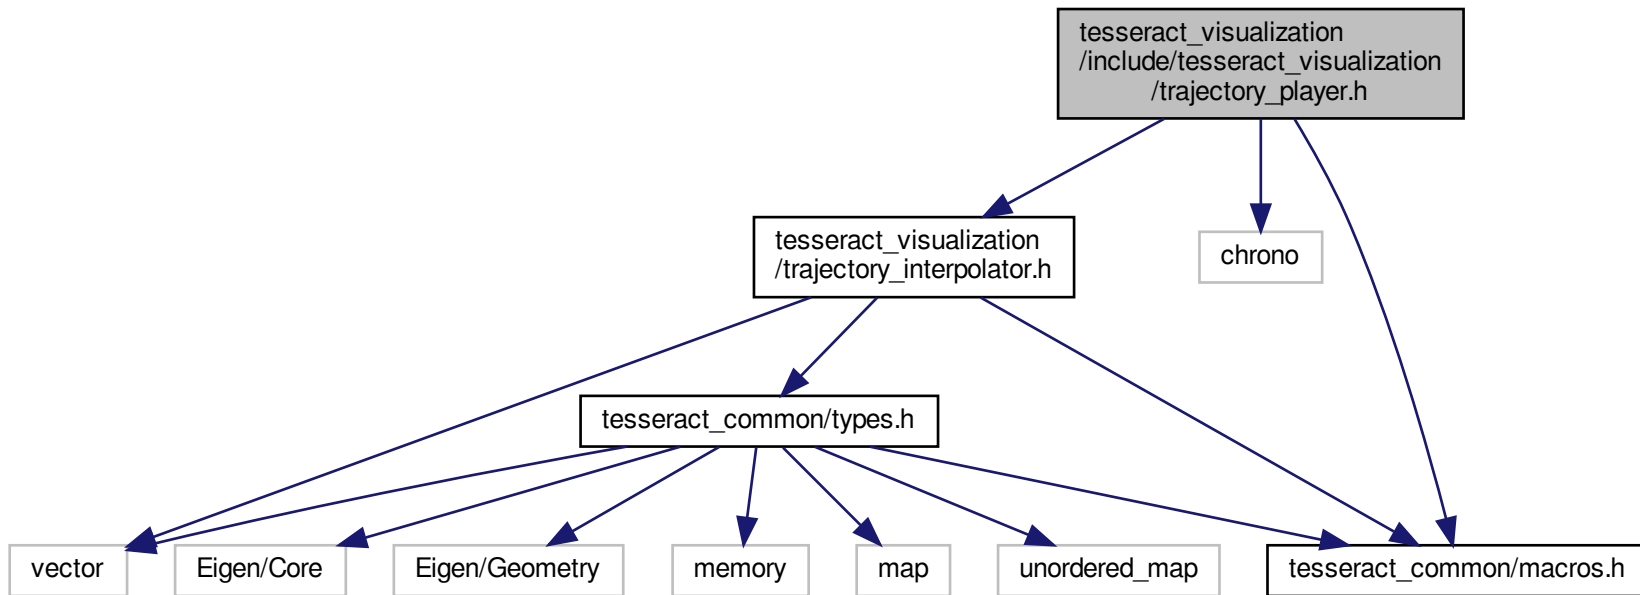 tesseract_visualization
/include/tesseract_visualization
/trajectory_player.h
tesseract_visualization
/trajectory_interpolator.h
chrono
tesseract_common/types.h
vector
Eigen/Core
Eigen/Geometry
memory
map
unordered_map
tesseract_common/macros.h